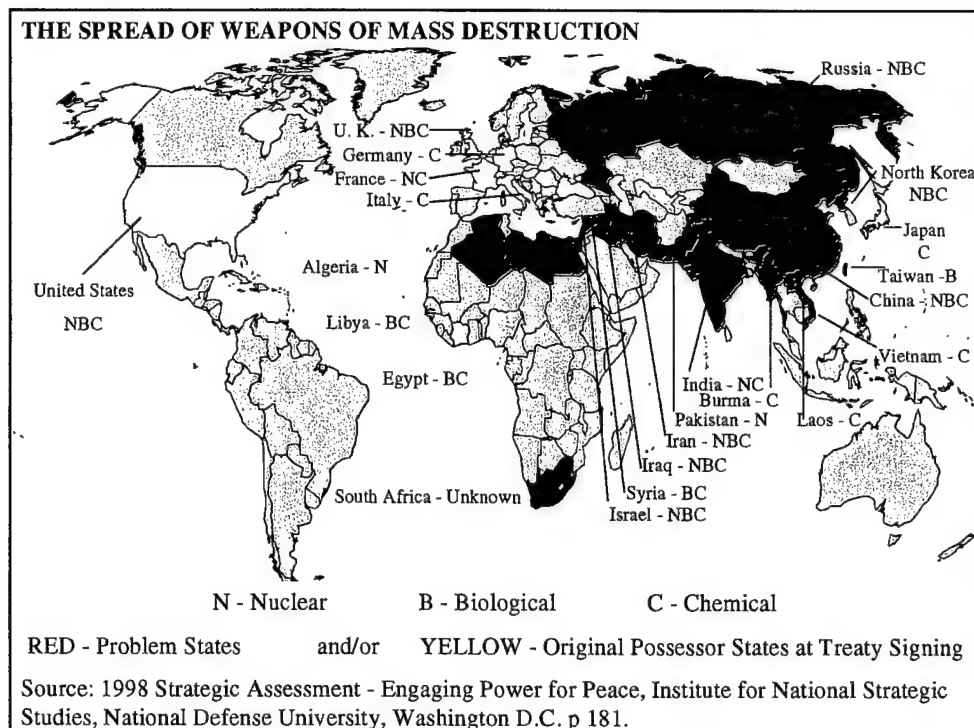 THE SPREAD OF WEAPONS OF MASS DESTRUCTION
Russia - NBC
U. K. - NBC
Germany - C
France - NC
Italy - C
North Korea
NBC
Japan
C
Algeria - N
Taiwan -B
United States
NBC
China - NBC
Libya - BC
Vietnam - C
Egypt - BC
India - NC
Burma - C
Pakistan - N
Laos - C
Iran - NBC
Iraq - NBC
South Africa - Unknown
Syria - BC
Israel - NBC
N - Nuclear B - Biological C - Chemical
RED - Problem States and/or YELLOW - Original Possessor States at Treaty Signing
Source: 1998 Strategic Assessment - Engaging Power for Peace, Institute for National Strategic
Studies, National Defense University, Washington D.C. p 181.